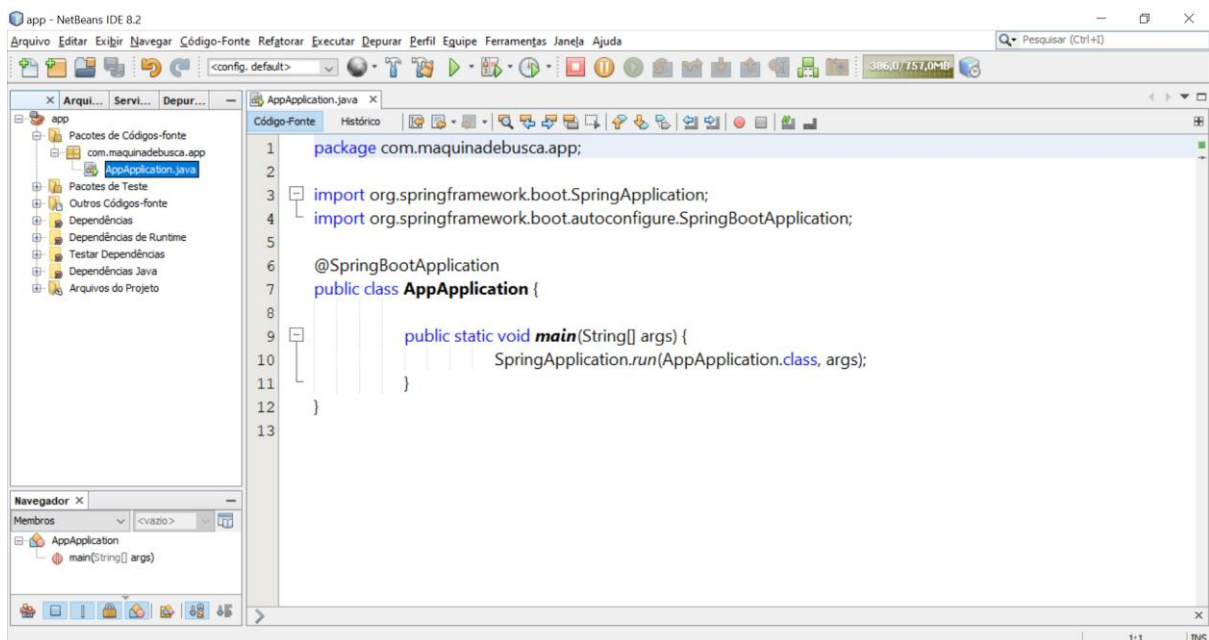 app - NetBeans IDE 8.2
Arquivo Editar Exibir Navegar Código-Fonte Refatorar Executar Depurar Perfil Equipe Ferramentas Janela Ajuda
Pesquisar (Ctrl+I)
<config. default>
386,0/757,0MB
Arqui... Servi... Depur...
app
Pacotes de Códigos-fonte
com.maquinadebusca.app
AppApplication.java
Pacotes de Teste
Outros Códigos-fonte
Dependências
Dependências de Runtime
Testar Dependências
Dependências Java
Arquivos do Projeto
AppApplication.java
Código-Fonte Histórico
1 package com.maquinadebusca.app;
2
3 import org.springframework.boot.SpringApplication;
4 import org.springframework.boot.autoconfigure.SpringBootApplication;
5
6 @SpringBootApplication
7 public class AppApplication {
8
9 public static void main(String[] args) {
10 SpringApplication.run(AppApplication.class, args);
11 }
12 }
13
Navegador
Membros <vazio>
AppApplication
main(String[] args)
1:1 INS